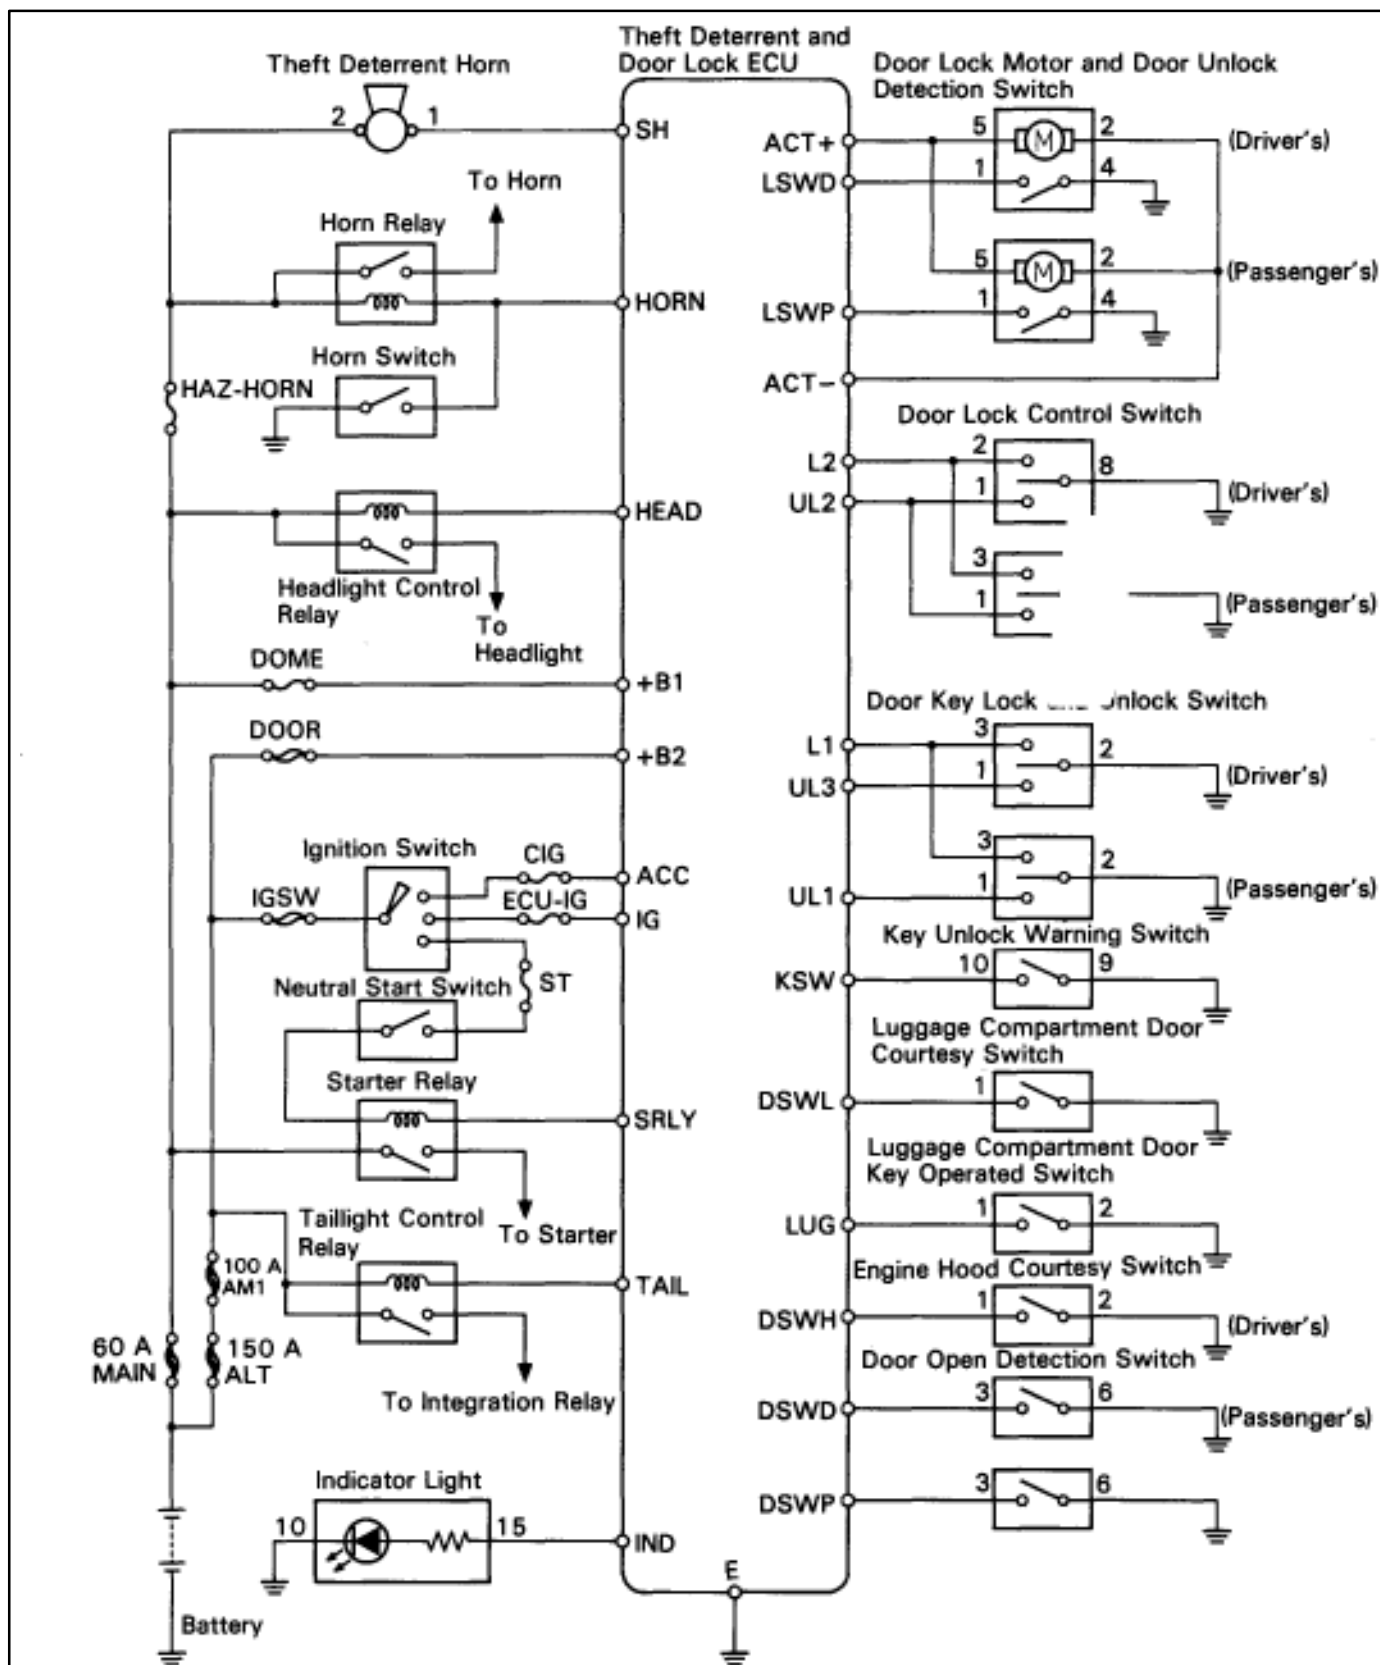 Theft Deterrent Horn
2
1
Theft Deterrent and
Door Lock ECU
SH
To Horn
Horn Relay
HORN
Horn Switch
HAZ-HORN
HEAD
Headlight Control
Relay
To
Headlight
DOME
+B1
DOOR
+B2
Ignition Switch
CIG
ACC
IGSW
ECU-IG
IG
ST
Neutral Start Switch
Starter Relay
SRLY
To Starter
Taillight Control
Relay
100 A
AM1
TAIL
60 A
MAIN
150 A
ALT
To Integration Relay
Indicator Light
10
15
IND
E
Battery
Door Lock Motor and Door Unlock
Detection Switch
ACT+
5
M
2
(Driver's)
LSWD
1
4
5
M
2
(Passenger's)
LSWP
1
4
ACT−
Door Lock Control Switch
L2
2
8
UL2
1
(Driver's)
3
1
(Passenger's)
Door Key Lock Unlock Switch
L1
3
2
UL3
1
(Driver's)
3
2
UL1
1
(Passenger's)
Key Unlock Warning Switch
KSW
10
9
Luggage Compartment Door
Courtesy Switch
DSWL
1
Luggage Compartment Door
Key Operated Switch
LUG
1
2
Engine Hood Courtesy Switch
DSWH
1
2
(Driver's)
Door Open Detection Switch
DSWD
3
6
(Passenger's)
DSWP
3
6